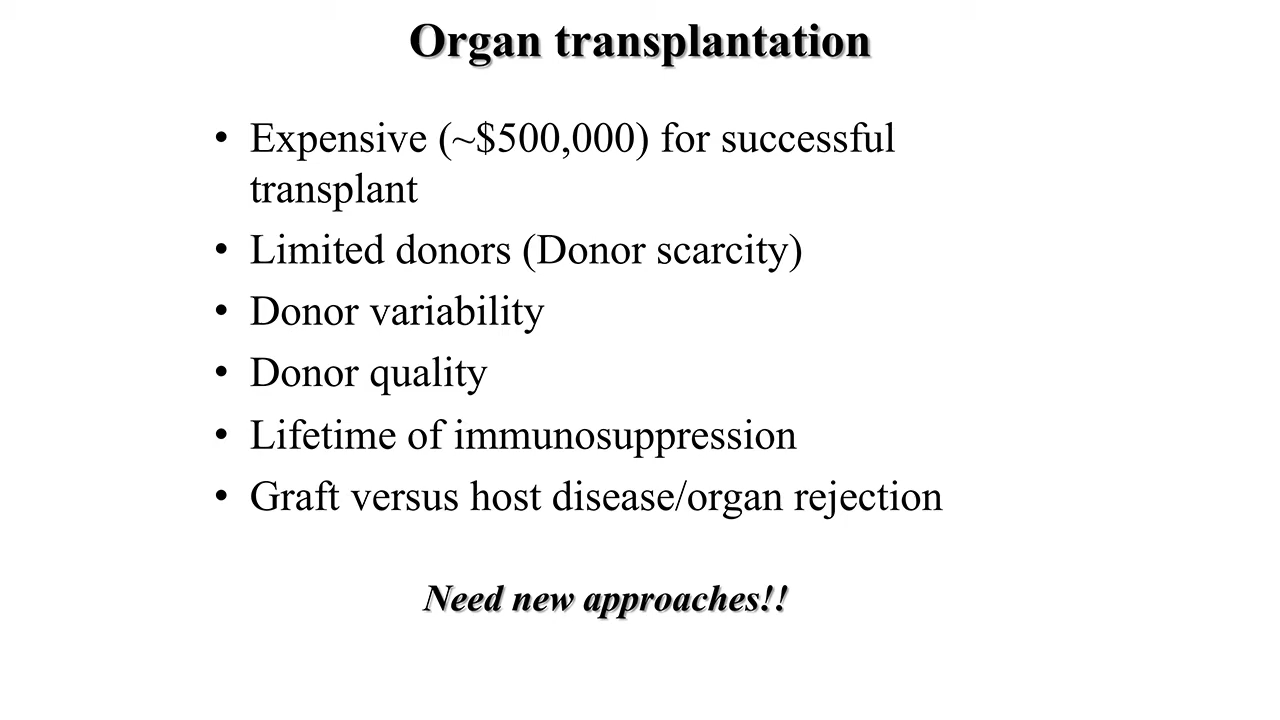 Organ transplantation
• Expensive (~$500,000) for successful
transplant
• Limited donors (Donor scarcity)
• Donor variability
• Donor quality
• Lifetime of immunosuppression
• Graft versus host disease/organ rejection
Need new approaches!!